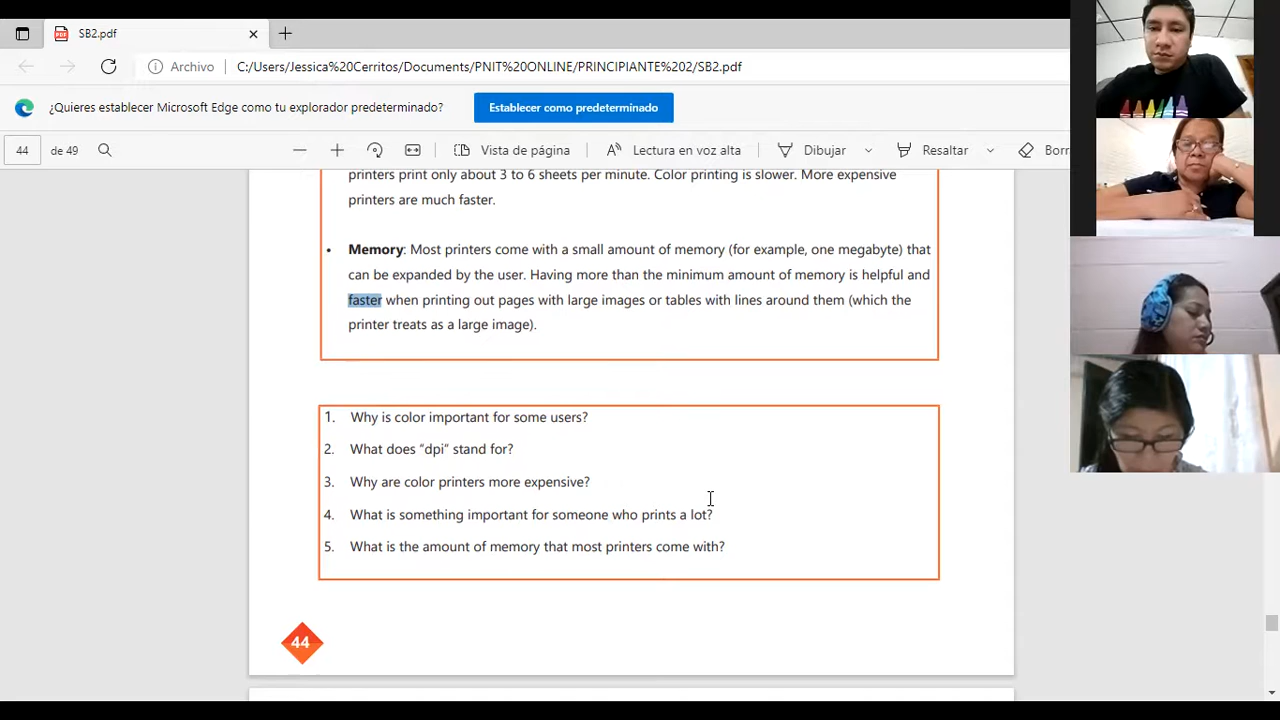 SB2.pdf
Archivo C:/Users/Jessica%20Cerritos/Documents/PNIT%20ONLINE/PRINCIPIANTE%202/SB2.pdf
¿Quieres establecer Microsoft Edge como tu explorador predeterminado? Establecer como predeterminado
44 de 49 Vista de página Lectura en voz alta Dibujar Resaltar Borr
printers print only about 3 to 6 sheets per minute. Color printing is slower. More expensive
printers are much faster.
• Memory: Most printers come with a small amount of memory (for example, one megabyte) that
can be expanded by the user. Having more than the minimum amount of memory is helpful and
faster when printing out pages with large images or tables with lines around them (which the
printer treats as a large image).
1. Why is color important for some users?
2. What does "dpi" stand for?
3. Why are color printers more expensive?
4. What is something important for someone who prints a lot?
5. What is the amount of memory that most printers come with?
44